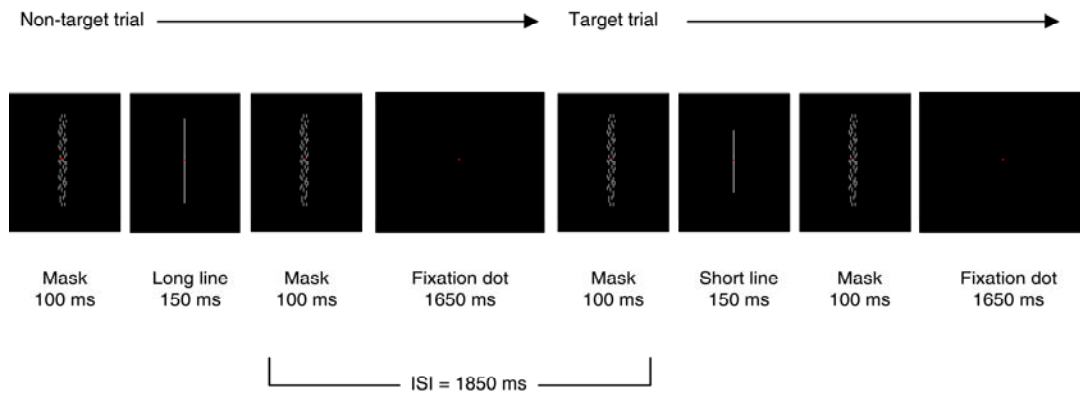 Non-target trial
Target trial
Mask
100 ms
Long line
150 ms
Mask
100 ms
Fixation dot
1650 ms
Mask
100 ms
Short line
150 ms
Mask
100 ms
Fixation dot
1650 ms
ISI = 1850 ms